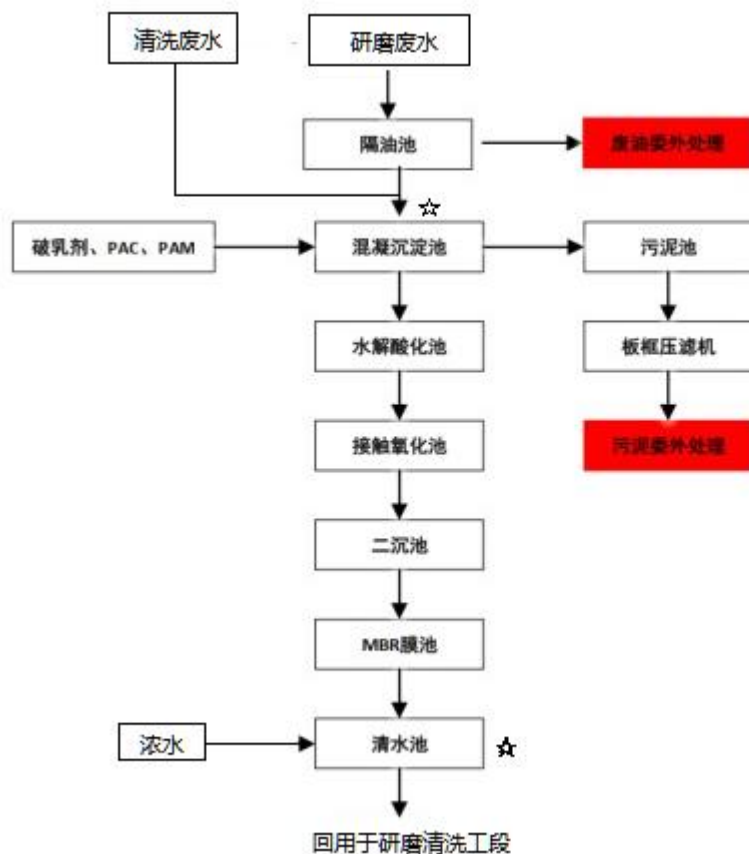 清洗废水
研磨废水
隔油池
废油委外处理
破乳剂、PAC、PAM
混凝沉淀池
污泥池
水解酸化池
板框压滤机
接触氧化池
污泥委外处理
二沉池
MBR膜池
浓水
清水池
回用于研磨清洗工段